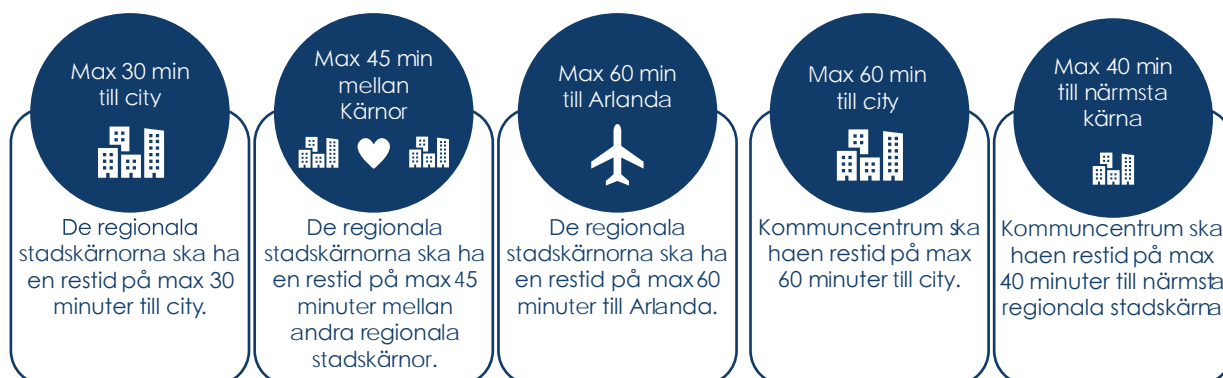 Max 30 min
till city
De regionala
stadskärnorna ska ha
en restid på max 30
minuter till city.
Max 45 min
mellan
Kärnor
De regionala
stadskärnorna ska ha
en restid på max 45
minuter mellan
andra regionala
stadskärnor.
Max 60 min
till Arlanda
De regionala
stadskärnorna ska ha
en restid på max 60
minuter till Arlanda.
Max 60 min
till city
Kommuncentrum ska
haen restid på max
60 minuter till city.
Max 40 min
till närmsta
kärna
Kommuncentrum ska
haen restid på max
40 minuter till närmsta
regionala stadskärna